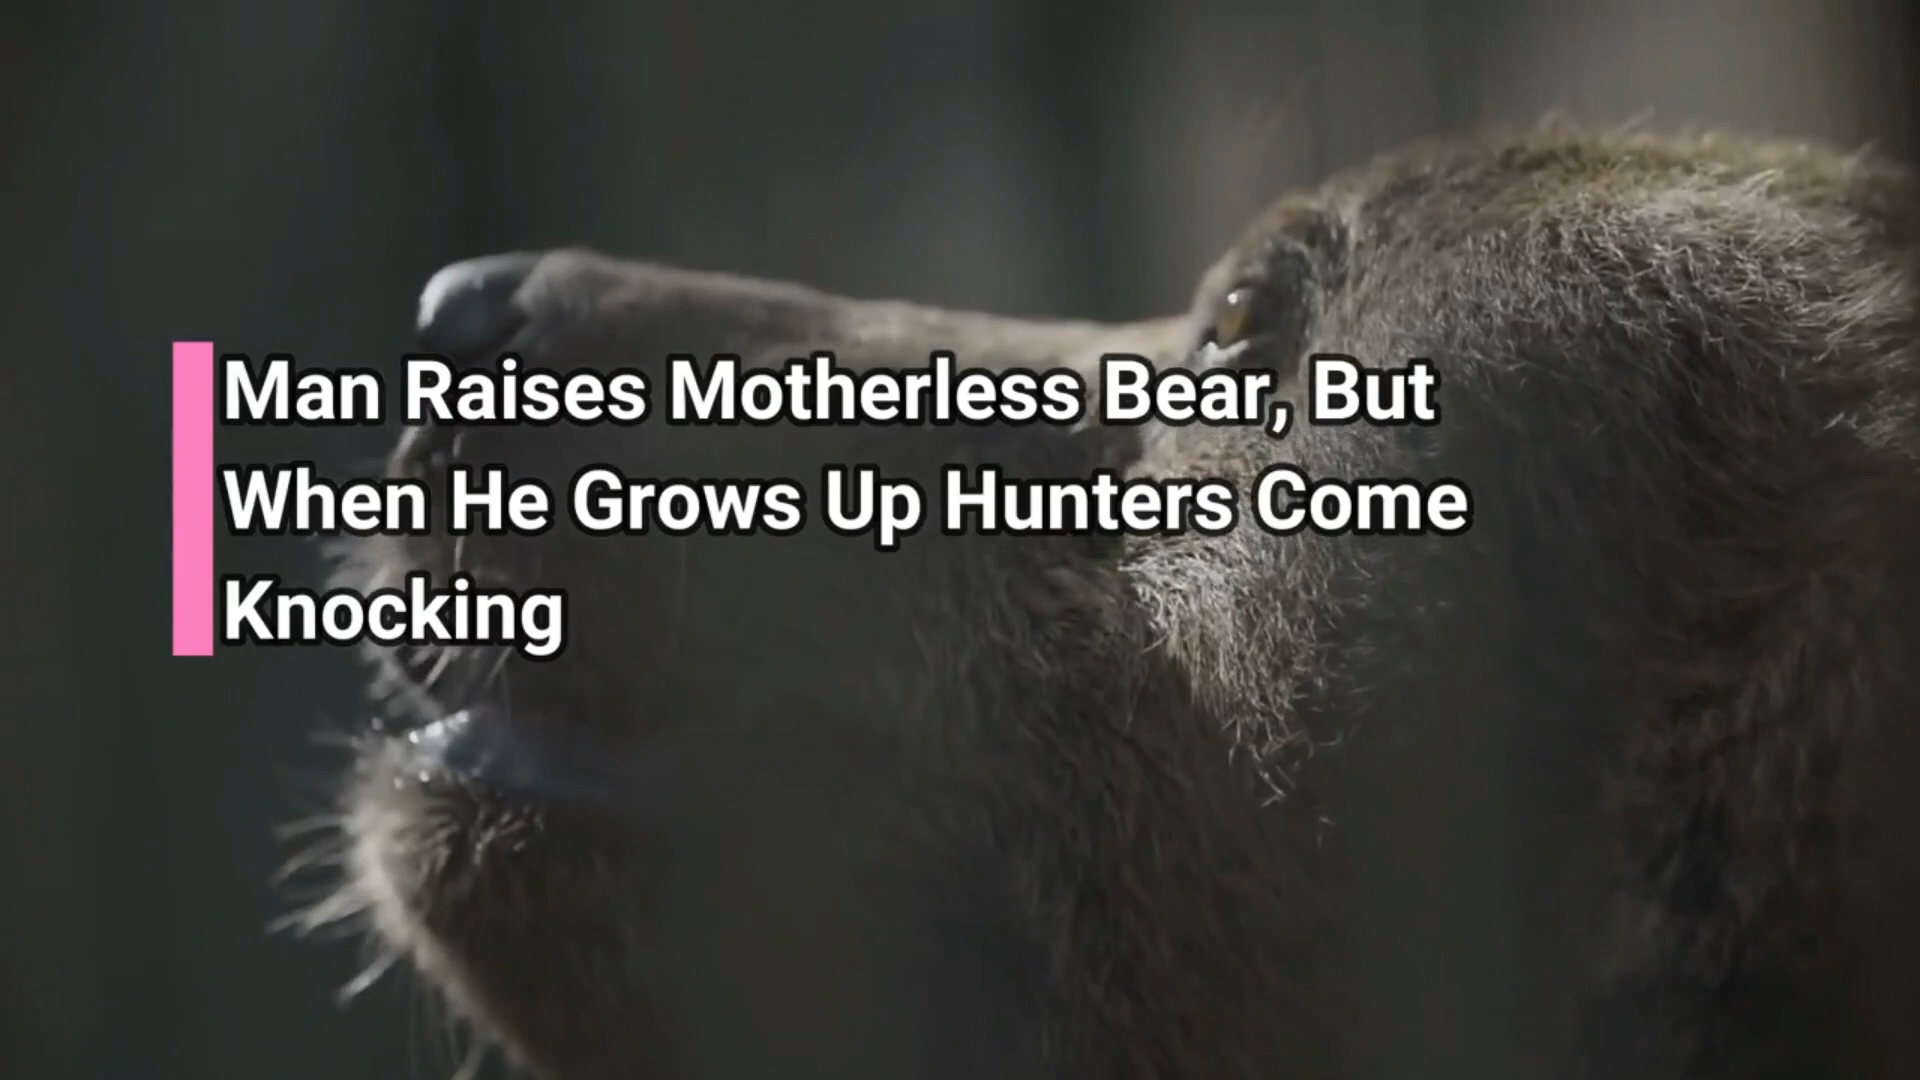 Man Raises Motherless Bear, But
When He Grows Up Hunters Come
Knocking